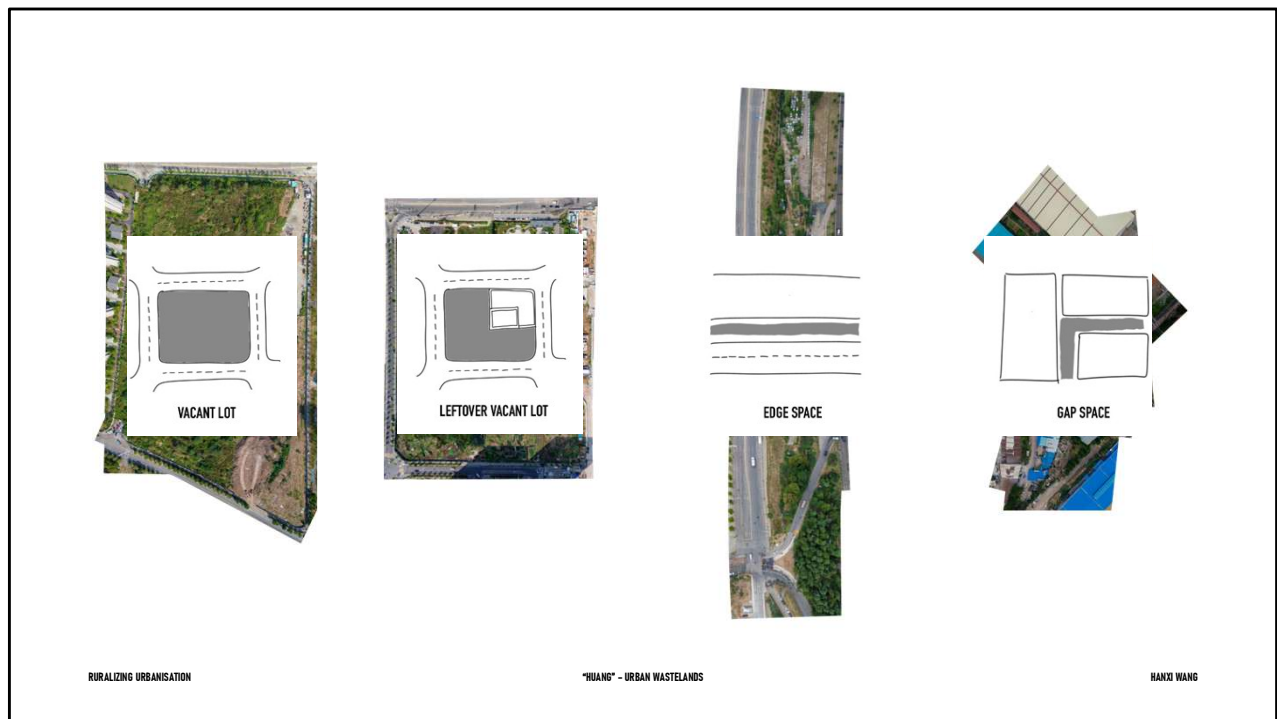 VACANT LOT
LEFTOVER VACANT LOT
EDGE SPACE
GAP SPACE
RURALIZING URBANISATION
“HUANG” – URBAN WASTELANDS
HANXI WANG